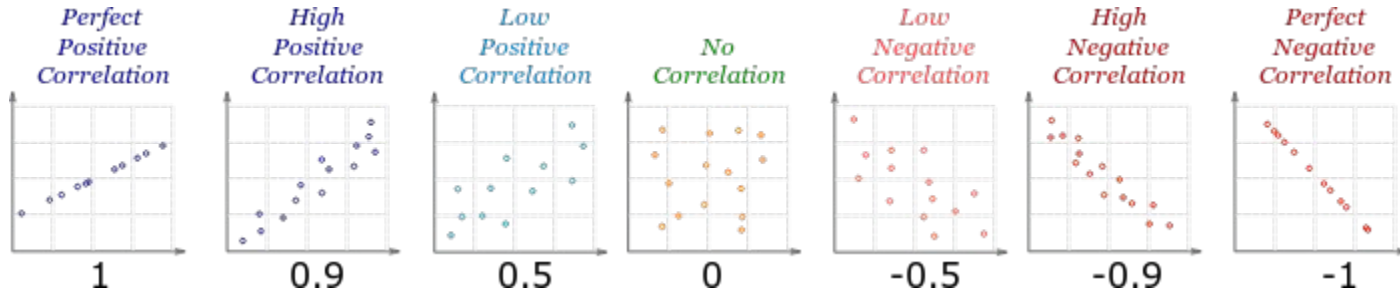 Perfect
Positive
Correlation
High
Positive
Correlation
Low
Positive
Correlation
No
Correlation
Low
Negative
Correlation
High
Negative
Correlation
Perfect
Negative
Correlation
1
0.9
0.5
0
-0.5
-0.9
-1